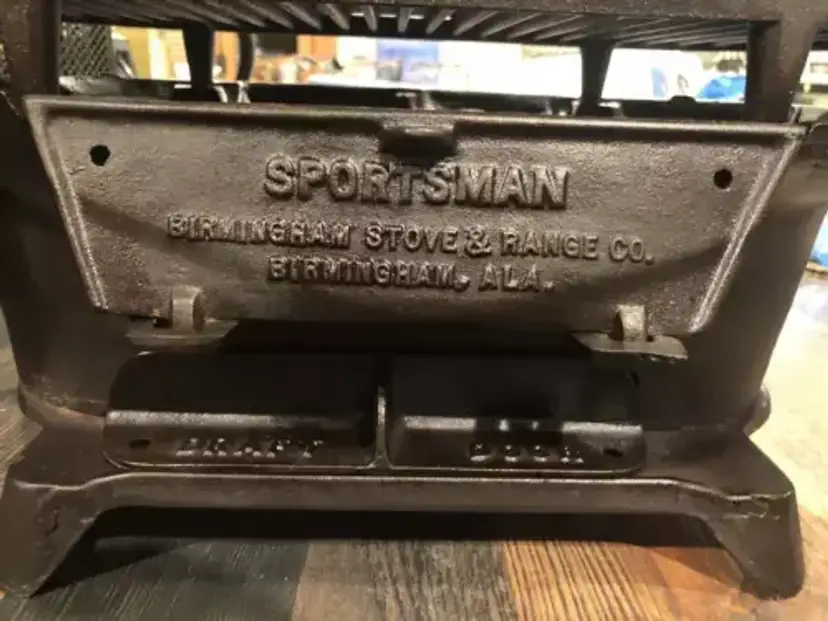 SPORTSMAN
BIRMINGHAM STOVE & RANGE CO.
BIRMINGHAM, ALA.
DRAFT DOOR